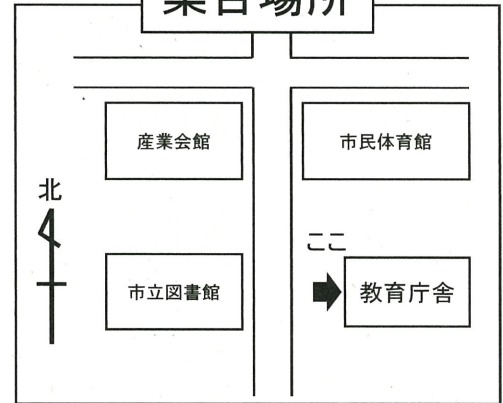 集合場所
産業会館
市民体育館
北
ここ
市立図書館
教育庁舎